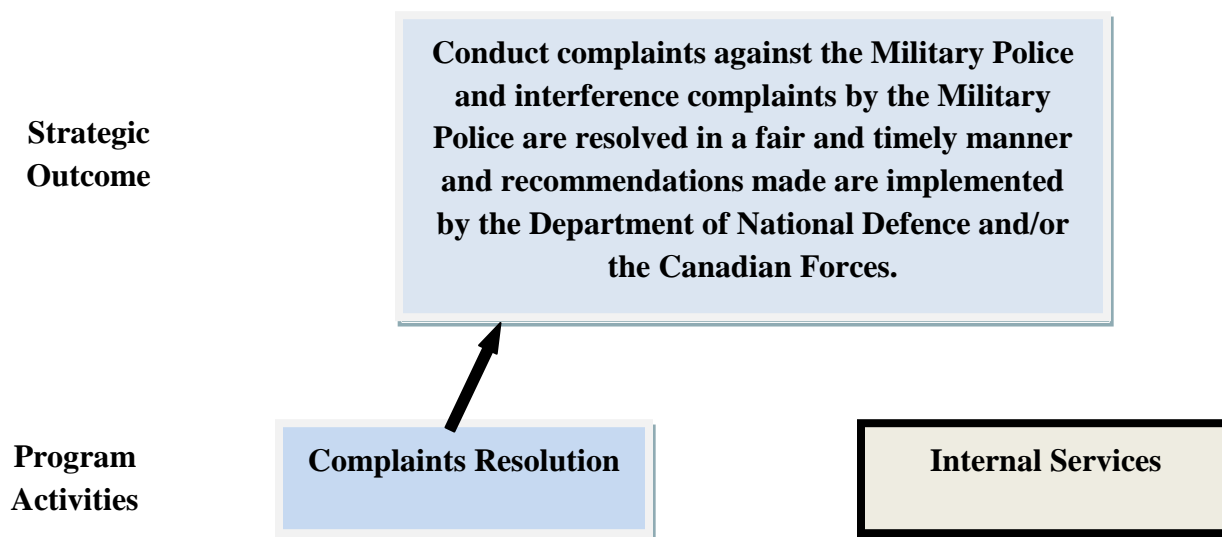 Conduct complaints against the Military Police
and interference complaints by the Military
Police are resolved in a fair and timely manner
and recommendations made are implemented
by the Department of National Defence and/or
the Canadian Forces.
Strategic
Outcome
Program
Activities
Complaints Resolution
Internal Services